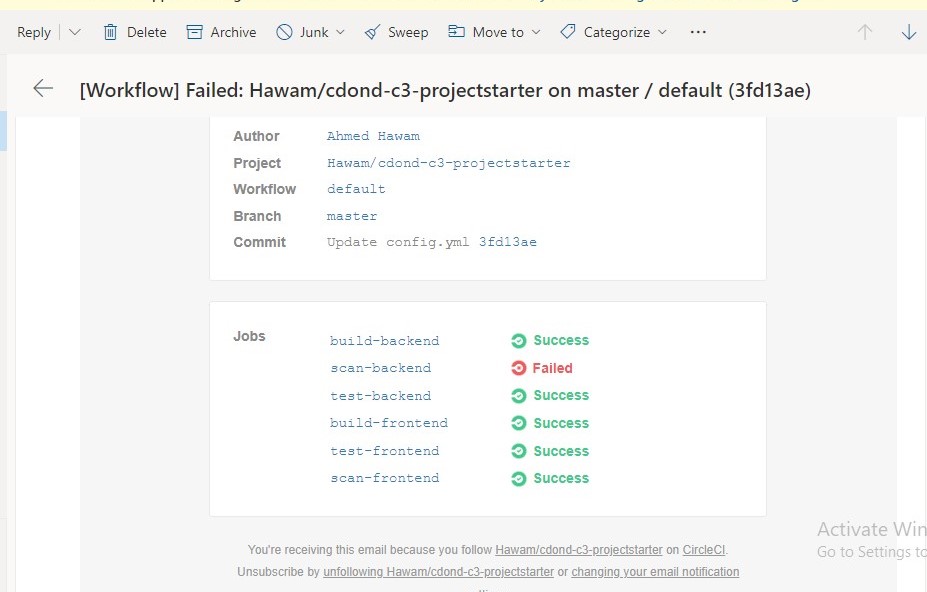 Reply Delete Archive Junk Sweep Move to Categorize ...
[Workflow] Failed: Hawam/cdond-c3-projectstarter on master / default (3fd13ae)
Author Ahmed Hawam
Project Hawam/cdond-c3-projectstarter
Workflow default
Branch master
Commit Update config.yml 3fd13ae
Jobs build-backend Success
scan-backend Failed
test-backend Success
build-frontend Success
test-frontend Success
scan-frontend Success
Activate Win
Go to Settings to
You're receiving this email because you follow Hawam/cdond-c3-projectstarter on CircleCI.
Unsubscribe by unfollowing Hawam/cdond-c3-projectstarter or changing your email notification